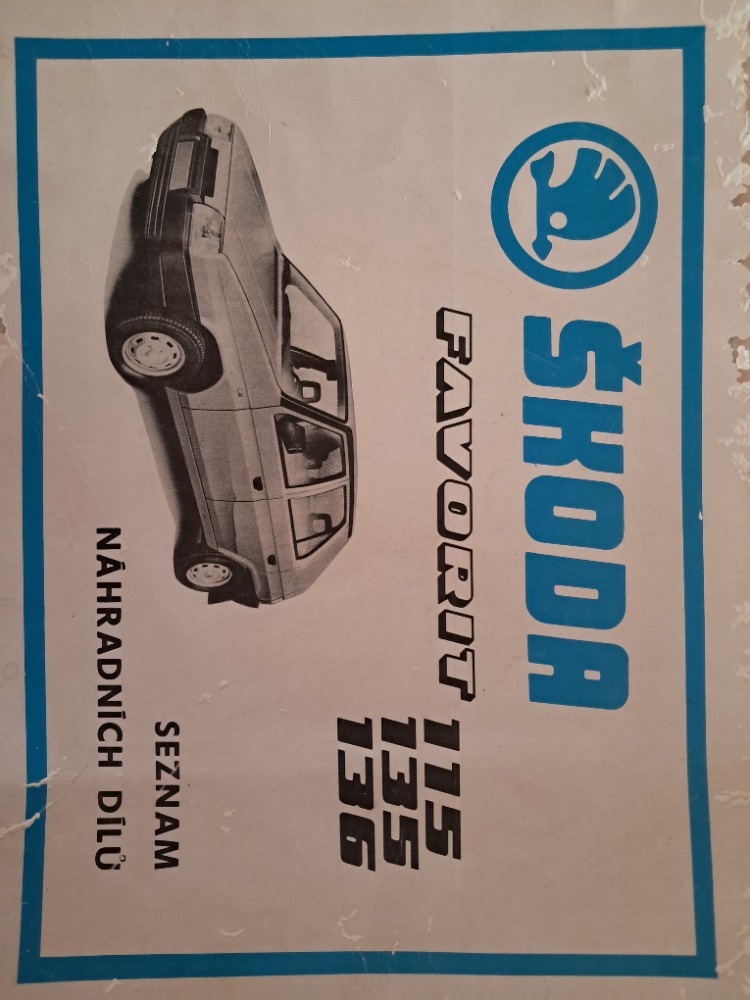 ŠKODA
FAVORIT 115
135
136
SEZNAM
NÁHRADNÍCH DÍLŮ